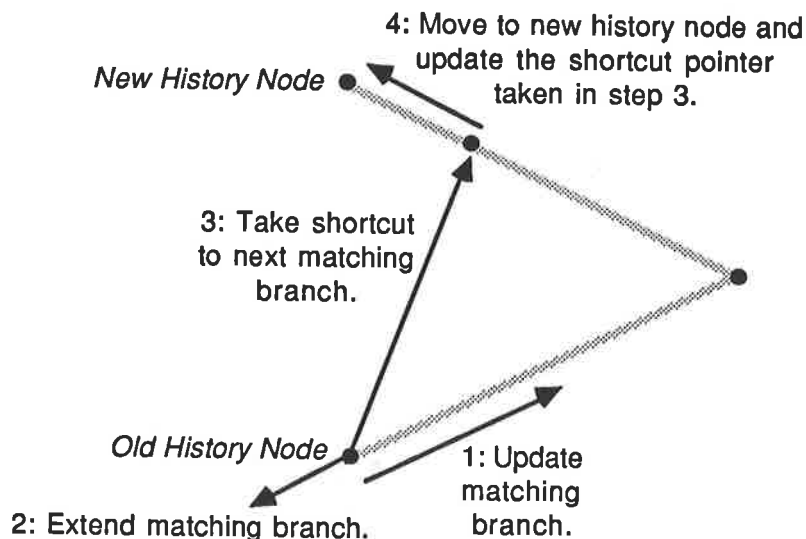 4: Move to new history node and
update the shortcut pointer
taken in step 3.
New History Node
3: Take shortcut
to next matching
branch.
Old History Node
1: Update
matching
branch.
2: Extend matching branch.